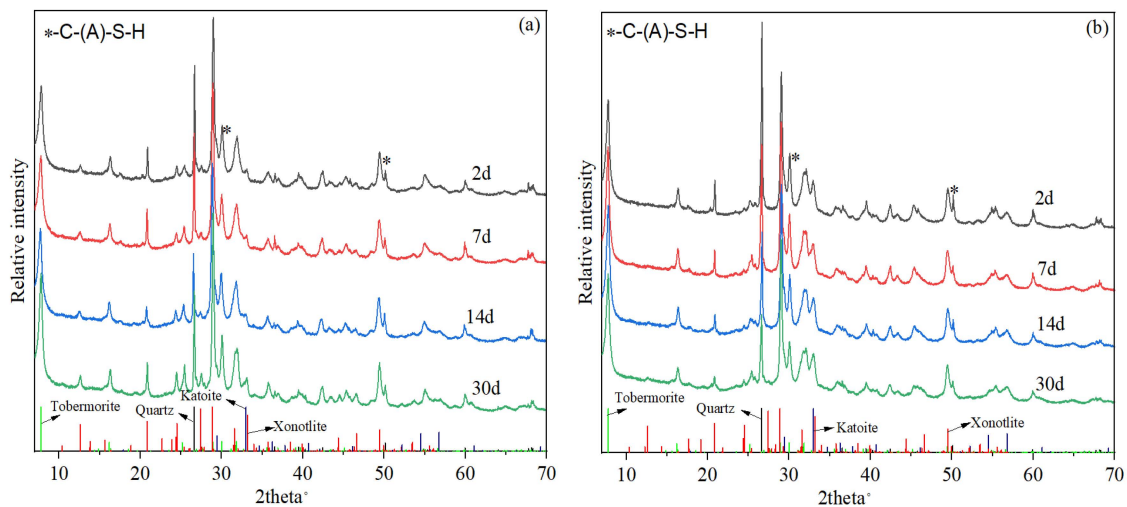 (a)
*-C-(A)-S-H
*
*
2d
7d
14d
30d
Katoite
Tobermorite
Quartz
Xonotlite
Relative intensity
10 20 30 40 50 60 70
2theta°
(b)
*-C-(A)-S-H
*
*
2d
7d
14d
30d
Tobermorite
Quartz
Katoite
Xonotlite
Relative intensity
10 20 30 40 50 60 70
2theta°